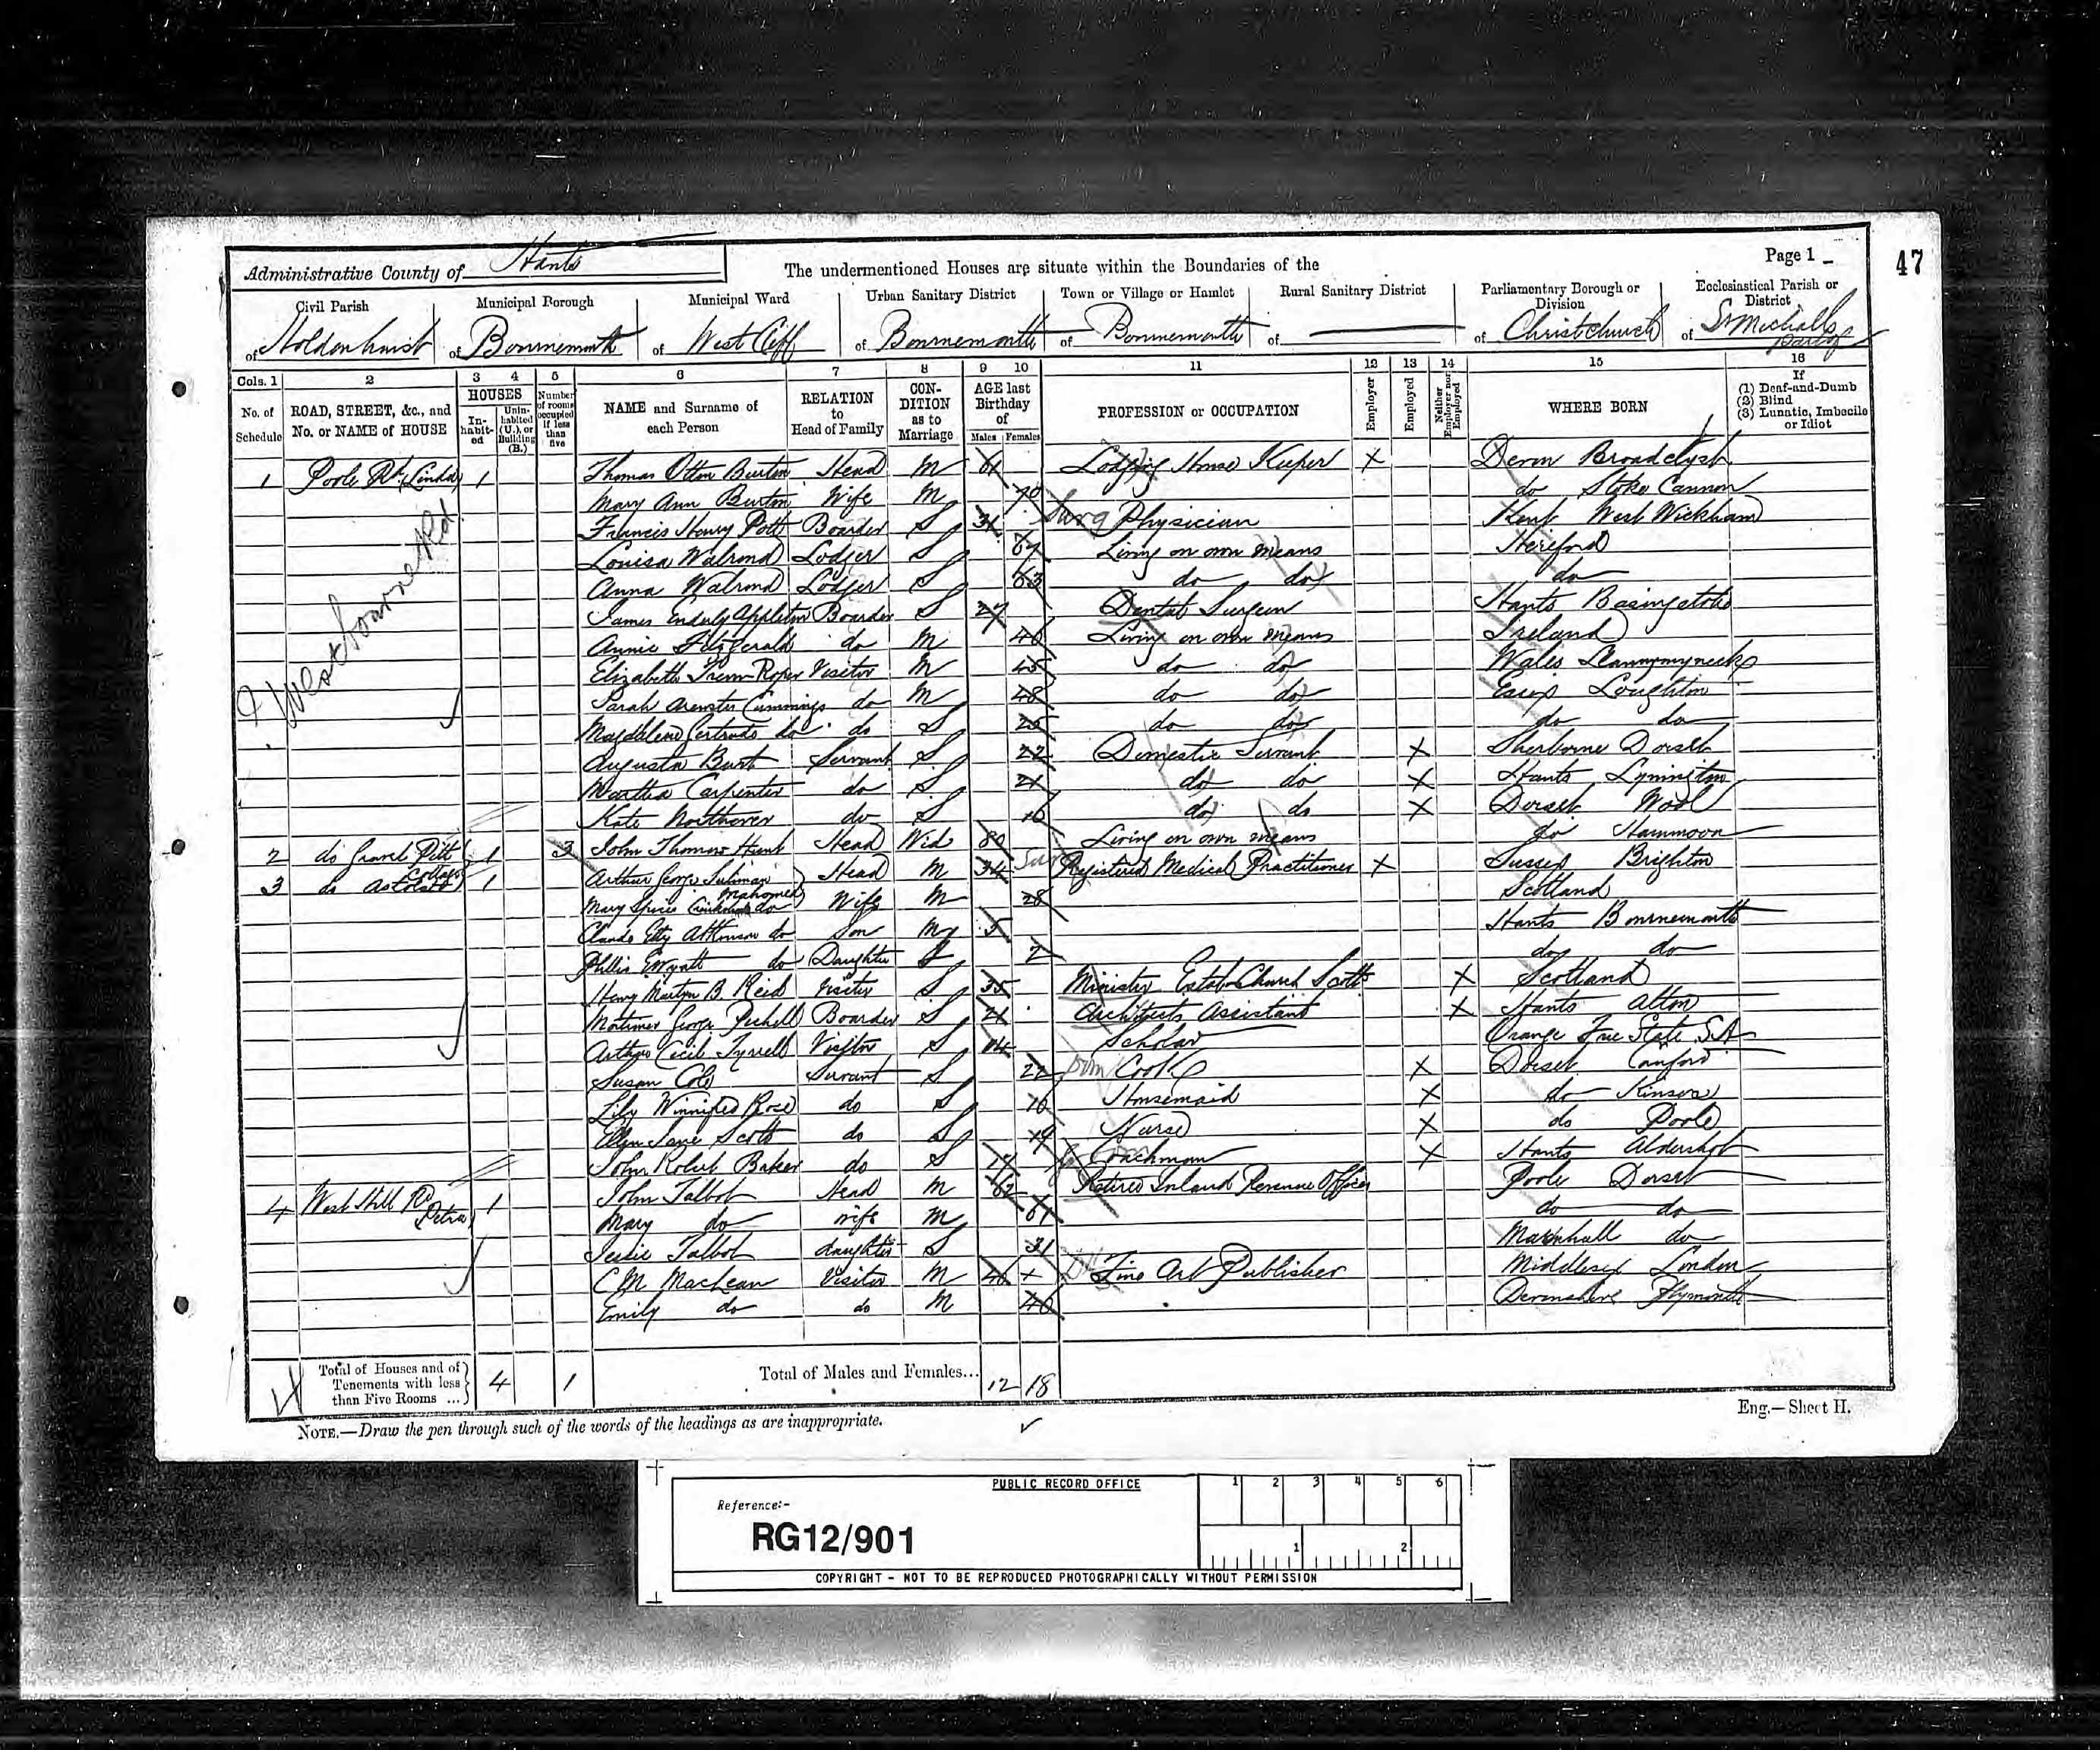 Administrative County of Hants
The undermentioned Houses are situate within the Boundaries of the
Page 1
47
Civil Parish of Holdenhurst
Municipal Borough of Bournemouth
Municipal Ward of West Cliff
Urban Sanitary District of Bournemouth
Town or Village or Hamlet of Bournemouth
Rural Sanitary District of
Parliamentary Borough or Division of Christchurch
Ecclesiastical Parish or District of St Michalls part of
Cols. 1 2 3 4 5 6 7 8 9 10 11 12 13 14 15 16
No. of Schedule
ROAD, STREET, &c., and No. or NAME of HOUSE
HOUSES In-habit-ed Unin-habited (U.), or Building (B.)
Number of rooms occupied if less than five
NAME and Surname of each Person
RELATION to Head of Family
CON-DITION as to Marriage
AGE last Birthday of Males Females
PROFESSION or OCCUPATION
Employer
Employed
Neither Employer nor Employed
WHERE BORN
If (1) Deaf-and-Dumb (2) Blind (3) Lunatic, Imbecile or Idiot
1 Poole Rd, Linda 1 Thomas Otton Burton Head M 61 Lodging House Keeper X Devon Broadclyst
Mary Ann Burton Wife M 70 do Stoke Cannon
Francis Henry Pott Boarder S 31 Surg Physician Kent West Wickham
Louisa Walrond Lodger S 67 Living on own means Hereford
Anna Walrond Lodger S 63 do do do
James Enderly Appleton Boarder S 27 Dental Surgeon Hants Basingstoke
Annie Fitzgerald do M 46 Living on own means Ireland
Elizabeth Roper Visitor M 45 do do Wales
Sarah Cummings do M 48 do do Essex Loughton
Magdalene Gertrude do do S 25 do do do do
Augusta Burt Servant S 22 Domestic Servant X Sherborne Dorset
Martha Carpenter do S 21 do do X Hants Lymington
Kate Northover do S 16 do do X Dorset Wool
Westbourne Rd
2 do Gravel Pitt Cottage 1 3 John Thomas Hunt Head Wid 80 Living on own means do Hammoon
3 do Astolat 1 Arthur George Suliman Mahomed Head M 34 Sur Registered Medical Practitioner X Sussex Brighton
Mary Spiers do Wife M 28 Scotland
Claude Etty Atkinson do Son 5 Hants Bournemouth
Phillis Wyatt do Daughter S 2 do do
Henry Martyn B. Reid Visitor S 35 Ministry Estab Church Scotts X Scotland
Mortimer George Pechell Boarder S 21 Architects Assistant X Hants Alton
Arthur Cecil Tyrrell Visitor S 14 Scholar Orange Free State S.A
Susan Cole Servant S 22 Dom Cook X Dorset Canford
Lily Winnifred Rose do S 16 Housemaid X do Kinson
Ellen Jane Scott do S 19 Nurse X do Poole
John Robert Baker do S 17 Coachman X Hants Aldershot
4 West Hill Rd Petra 1 John Talbot Head M 62 Retired Inland Revenue Officer Poole Dorset
Mary do wife M 61 do do
Jessie Talbot daughter S 31 Marnhull do
C M MacLean Visitor M 46 X Fine Art Publisher Middlesex London
Emily do do M 40 Devonshire Plymouth
Total of Houses and of Tenements with less than Five Rooms ... 4 1
Total of Males and Females... 12 18
NOTE.—Draw the pen through such of the words of the headings as are inappropriate.
Eng.—Sheet H.
PUBLIC RECORD OFFICE
1 2 3 4 5 6
Reference:-
RG12/901
1 2
COPYRIGHT - NOT TO BE REPRODUCED PHOTOGRAPHICALLY WITHOUT PERMISSION